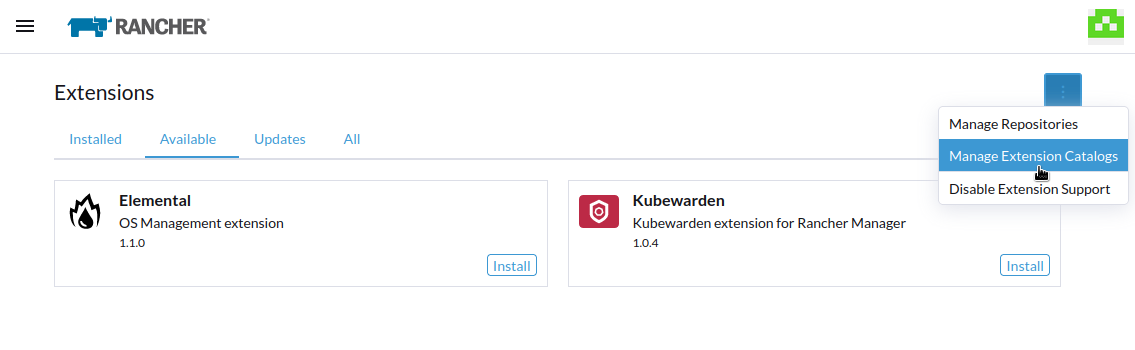 RANCHER
Extensions
Installed Available Updates All
Manage Repositories
Manage Extension Catalogs
Disable Extension Support
Elemental
OS Management extension
1.1.0
Install
Kubewarden
Kubewarden extension for Rancher Manager
1.0.4
Install